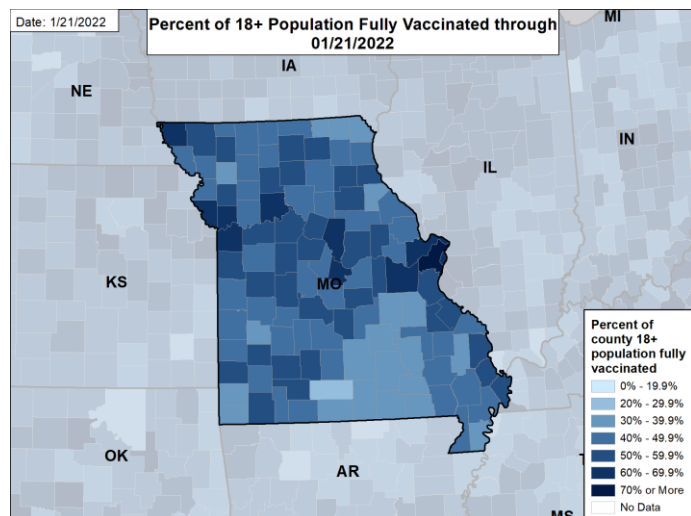 Date: 1/21/2022
Percent of 18+ Population Fully Vaccinated through
01/21/2022
MI
IA
NE
IN
IL
KS
MO
OK
AR
MS
Percent of
county 18+
population fully
vaccinated
0% - 19.9%
20% - 29.9%
30% - 39.9%
40% - 49.9%
50% - 59.9%
60% - 69.9%
70% or More
No Data